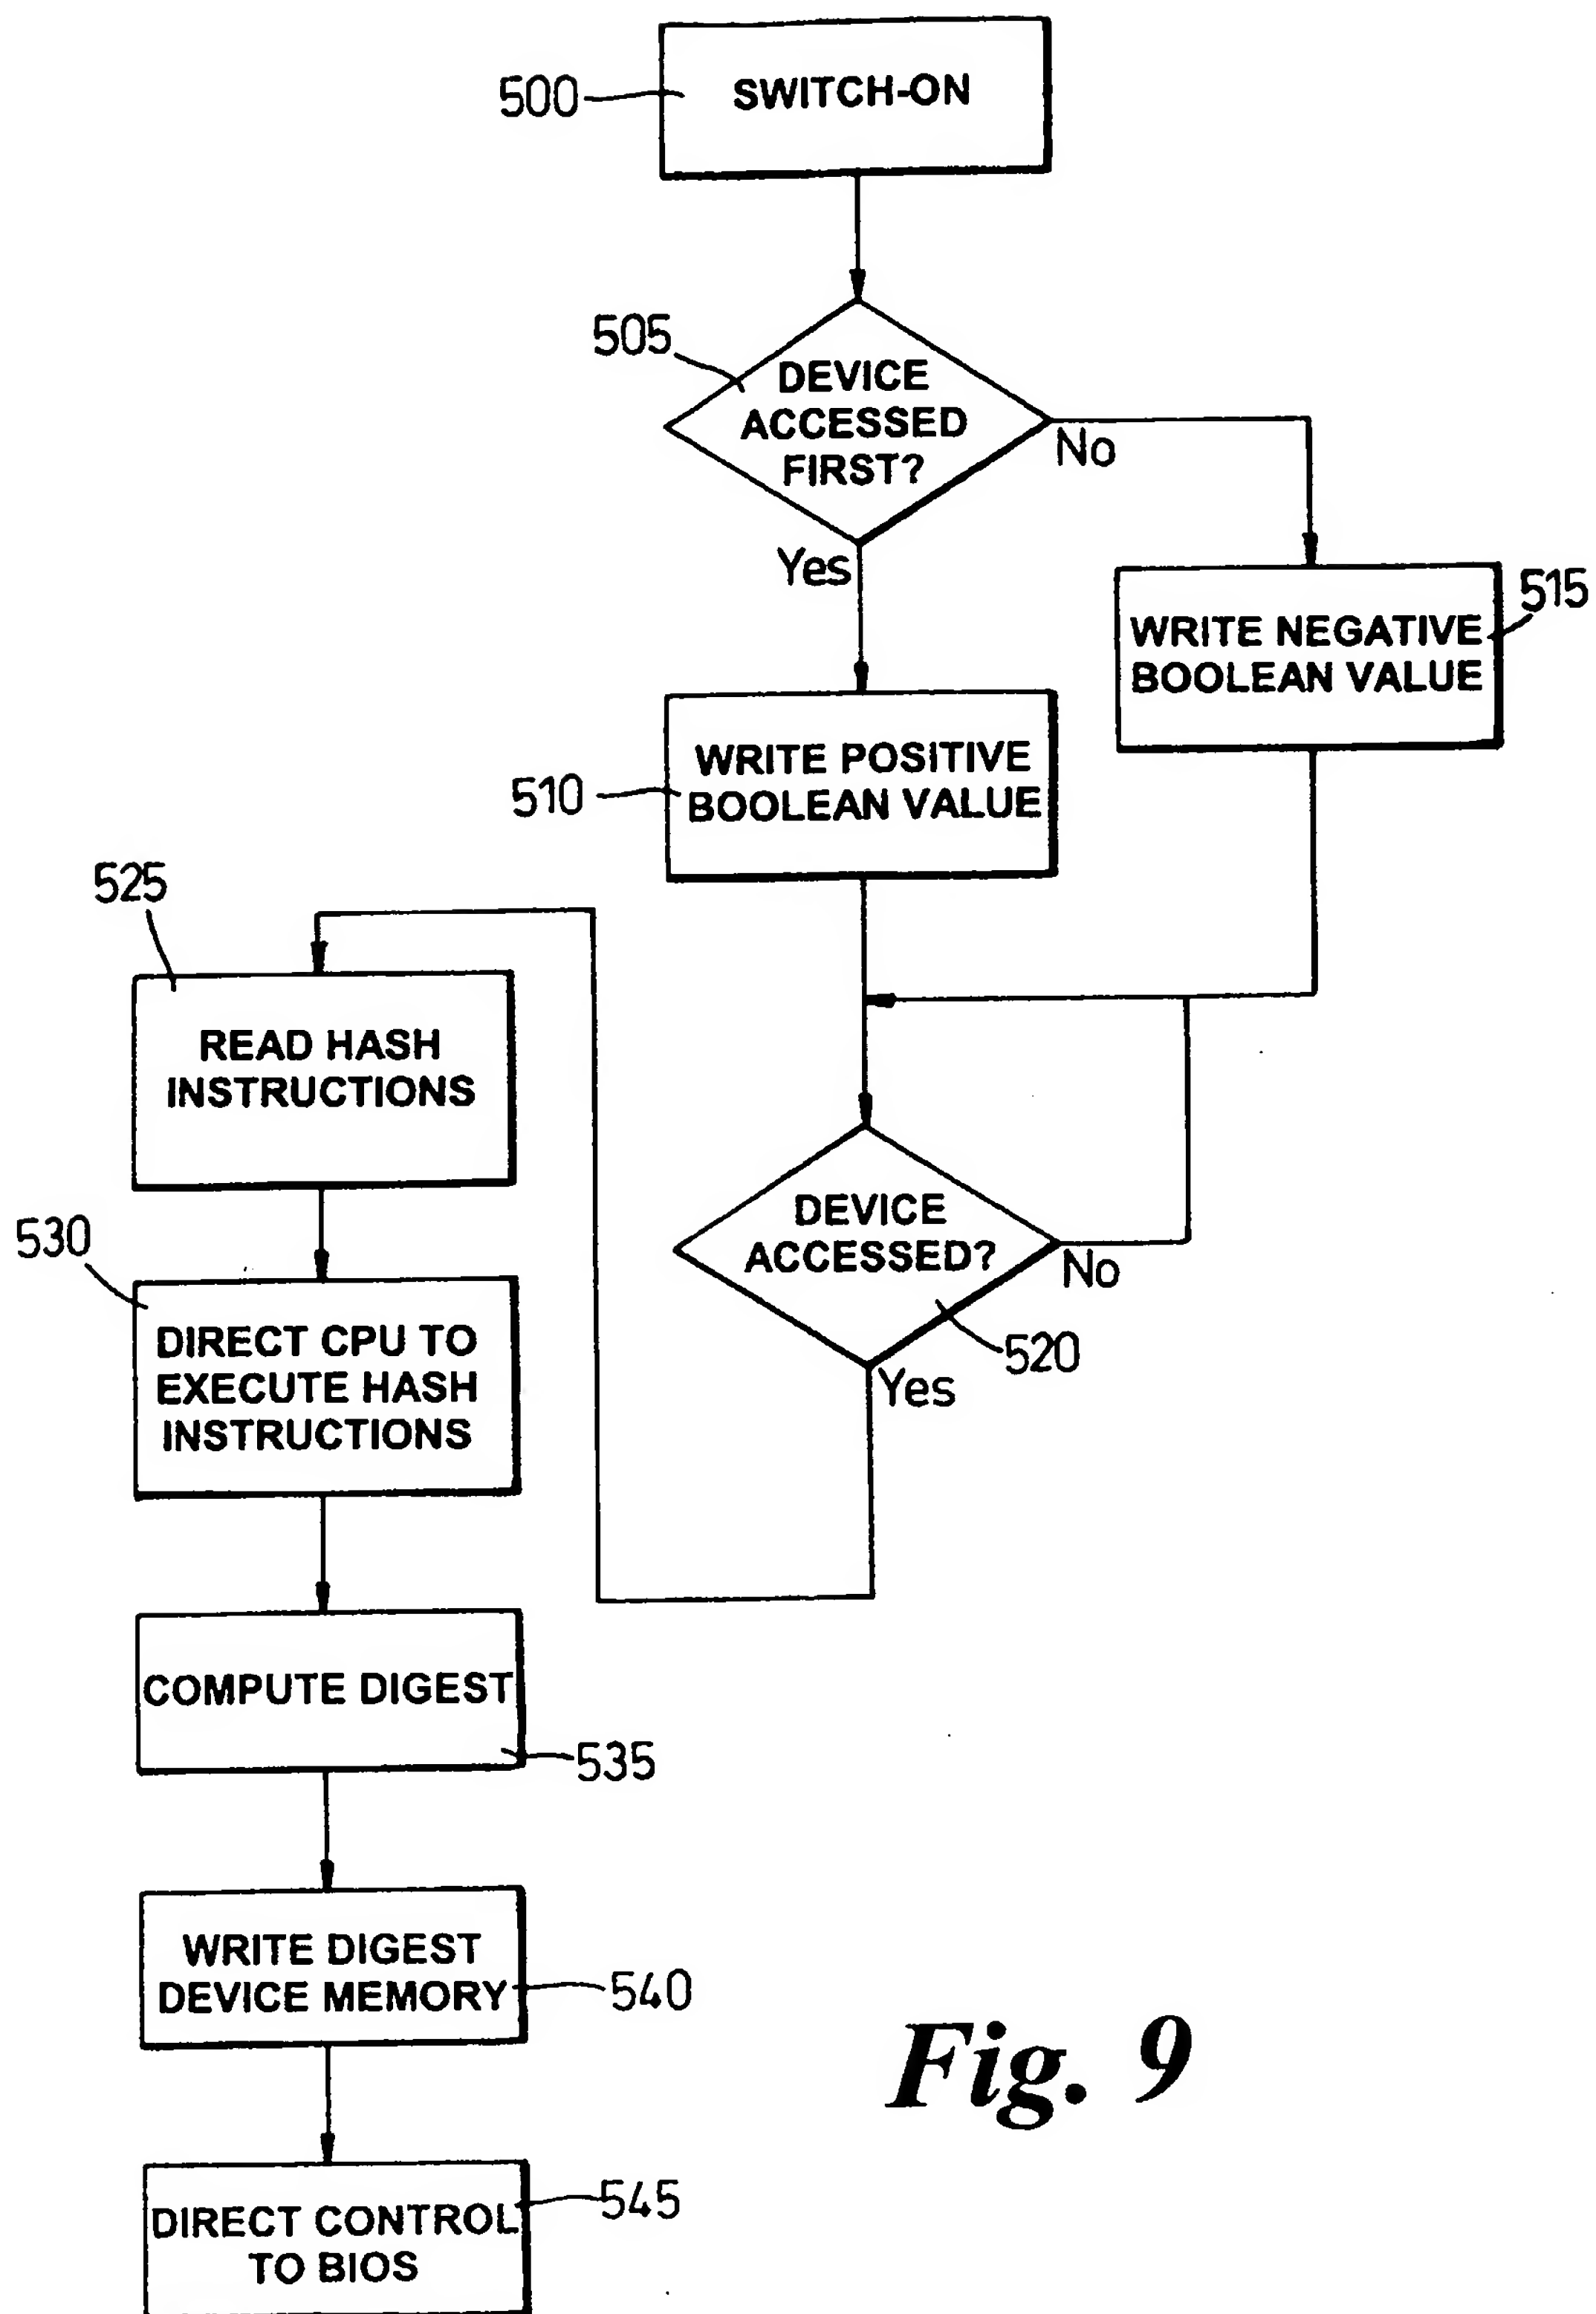 500
SWITCH-ON
505
DEVICE
ACCESSED
FIRST?
No
Yes
515
WRITE NEGATIVE
BOOLEAN VALUE
510
WRITE POSITIVE
BOOLEAN VALUE
525
READ HASH
INSTRUCTIONS
DEVICE
ACCESSED?
No
520
Yes
530
DIRECT CPU TO
EXECUTE HASH
INSTRUCTIONS
COMPUTE DIGEST
535
WRITE DIGEST
DEVICE MEMORY
540
DIRECT CONTROL
TO BIOS
545
Fig. 9